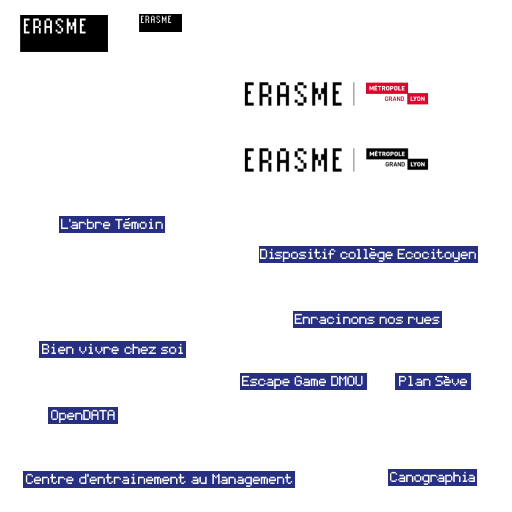 ERASME
ERASME
ERASME
MÉTROPOLE
GRAND LYON
ERASME
MÉTROPOLE
GRAND LYON
L'arbre Témoin
Dispositif collège Ecocitoyen
Enracinons nos rues
Bien vivre chez soi
Escape Game DMOU
Plan Sève
OpenDATA
Centre d'entrainement au Management
Canographia